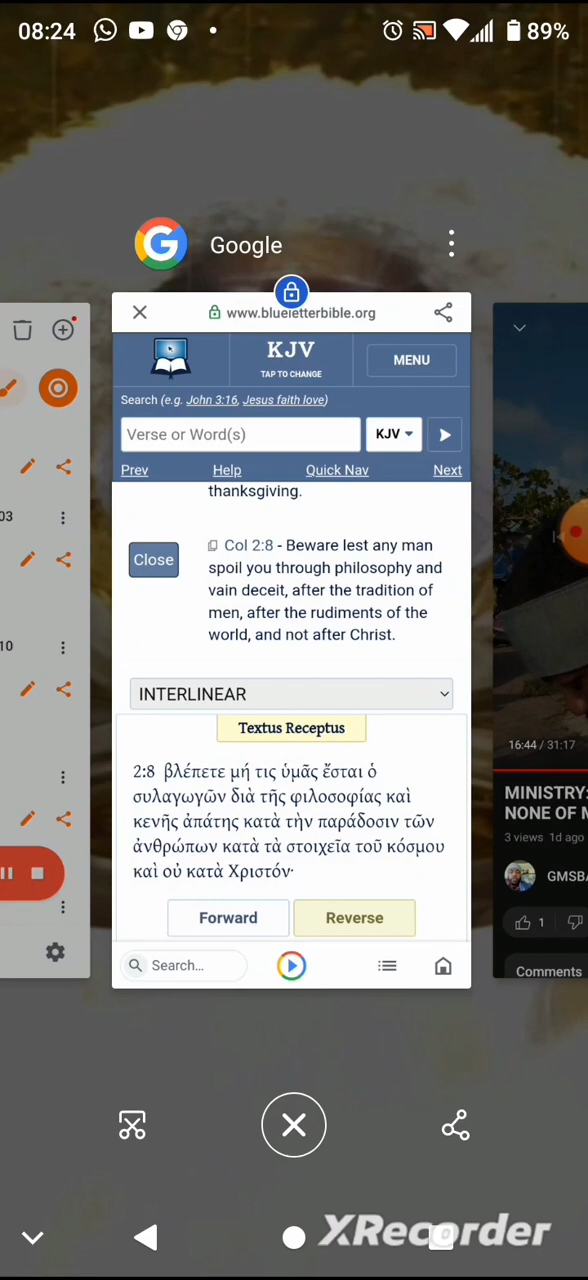 08:24
89%
Google
www.blueletterbible.org
KJV
TAP TO CHANGE
MENU
Search (e.g. John 3:16, Jesus faith love)
Verse or Word(s)
KJV
Prev
Help
Quick Nav
Next
thanksgiving.
Close
Col 2:8 - Beware lest any man
spoil you through philosophy and
vain deceit, after the tradition of
men, after the rudiments of the
world, and not after Christ.
INTERLINEAR
Textus Receptus
2:8 βλέπετε μή τις ὑμᾶς ἔσται ὁ
συλαγωγῶν διὰ τῆς φιλοσοφίας καὶ
κενῆς ἀπάτης κατὰ τὴν παράδοσιν τῶν
ἀνθρώπων κατὰ τὰ στοιχεῖα τοῦ κόσμου
καὶ οὐ κατὰ Χριστόν·
Forward
Reverse
Search...
03
10
16:44 / 31:17
MINISTRY:
NONE OF M
3 views 1d ago
GMSBA
1
Comments
XRecorder